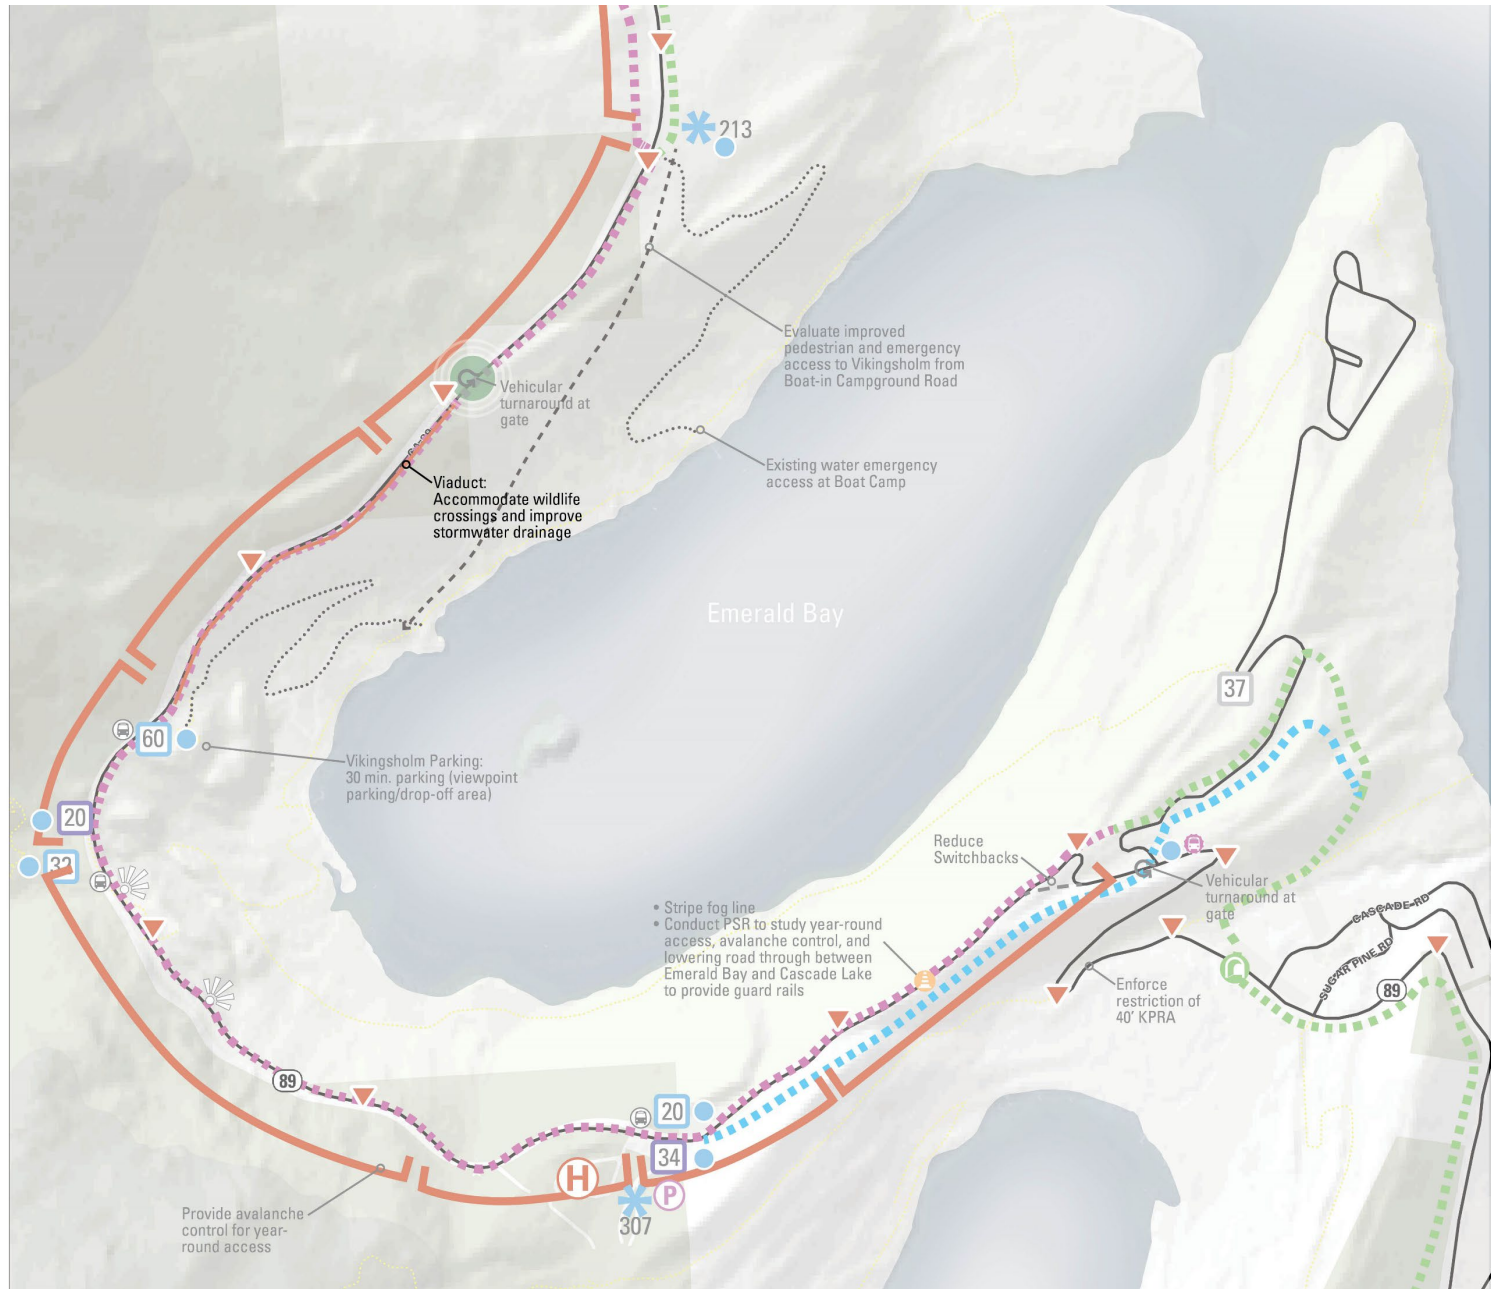 213
Evaluate improved
pedestrian and emergency
access to Vikingsholm from
Boat-in Campground Road
Vehicular
turnaround at
gate
Existing water emergency
access at Boat Camp
Viaduct:
Accommodate wildlife
crossings and improve
stormwater drainage
Emerald Bay
37
60
Vikingsholm Parking:
30 min. parking (viewpoint
parking/drop-off area)
20
32
Reduce
Switchbacks
Vehicular
turnaround at
gate
• Stripe fog line
• Conduct PSR to study year-round
access, avalanche control, and
lowering road through between
Emerald Bay and Cascade Lake
to provide guard rails
CASCADE RD
SUGAR PINE RD
89
Enforce
restriction of
40' KPRA
89
20
34
H
P
307
Provide avalanche
control for year-
round access